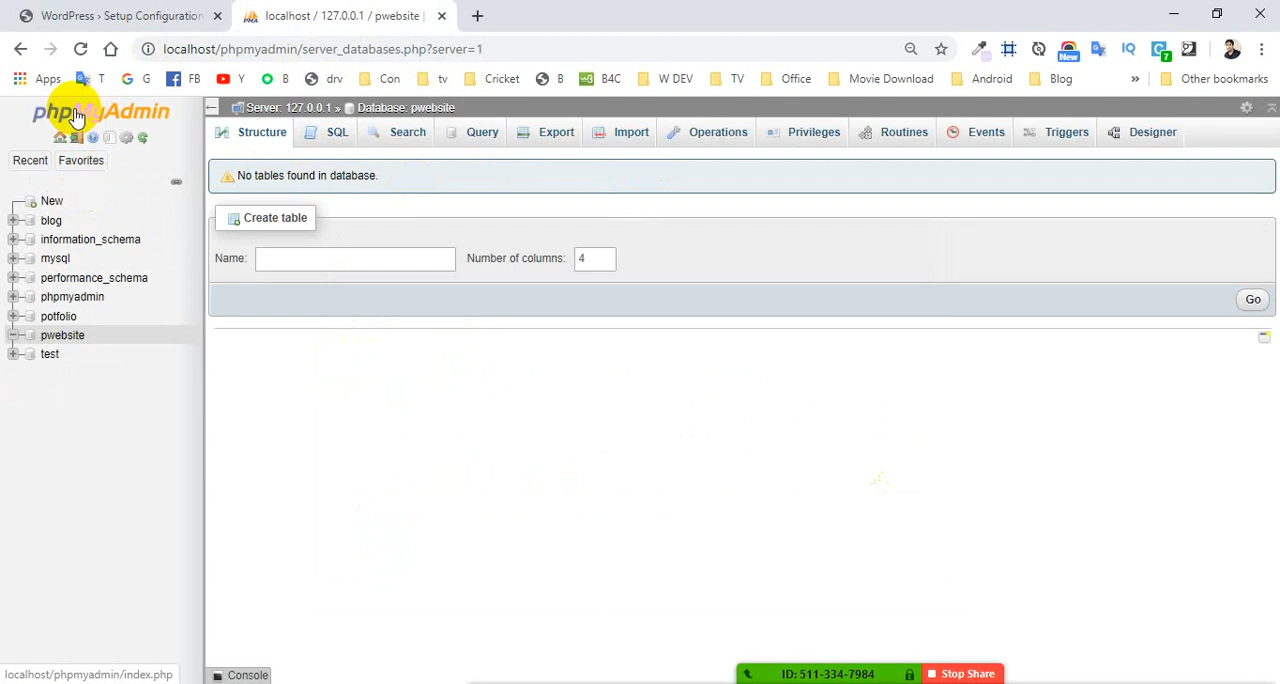 WordPress › Setup Configuration
localhost / 127.0.0.1 / pwebsite |
localhost/phpmyadmin/server_databases.php?server=1
Apps
T
G
FB
Y
B
drv
Con
tv
Cricket
B
B4C
W DEV
TV
Office
Movie Download
Android
Blog
»
Other bookmarks
New
7
IQ
phpMyAdmin
Server: 127.0.0.1 » Database: pwebsite
Structure
SQL
Search
Query
Export
Import
Operations
Privileges
Routines
Events
Triggers
Designer
Recent
Favorites
No tables found in database.
New
blog
information_schema
mysql
performance_schema
phpmyadmin
potfolio
pwebsite
test
Create table
Name:
Number of columns:
4
Go
localhost/phpmyadmin/index.php
Console
ID: 511-334-7984
Stop Share